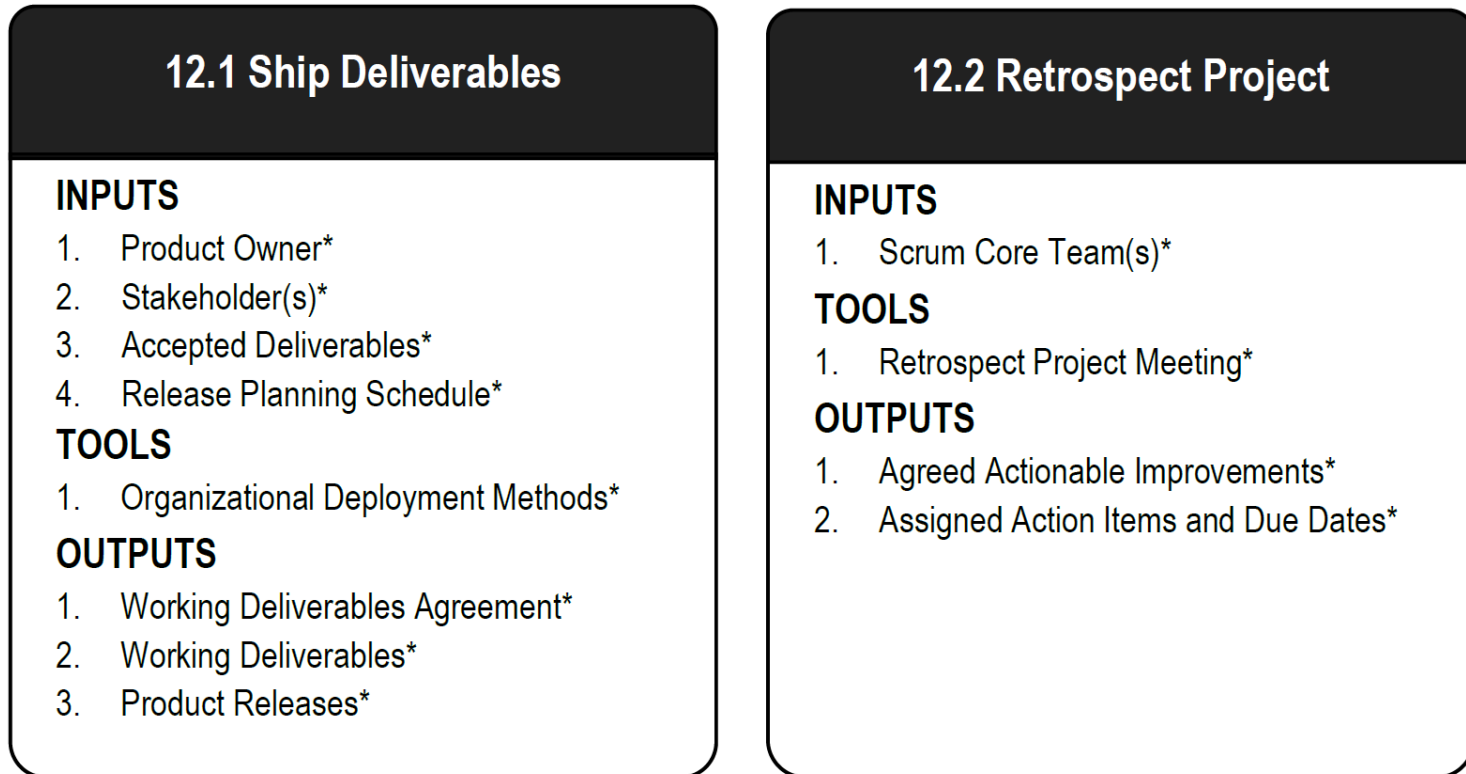 12.1 Ship Deliverables
INPUTS
1. Product Owner*
2. Stakeholder(s)*
3. Accepted Deliverables*
4. Release Planning Schedule*
TOOLS
1. Organizational Deployment Methods*
OUTPUTS
1. Working Deliverables Agreement*
2. Working Deliverables*
3. Product Releases*
12.2 Retrospect Project
INPUTS
1. Scrum Core Team(s)*
TOOLS
1. Retrospect Project Meeting*
OUTPUTS
1. Agreed Actionable Improvements*
2. Assigned Action Items and Due Dates*